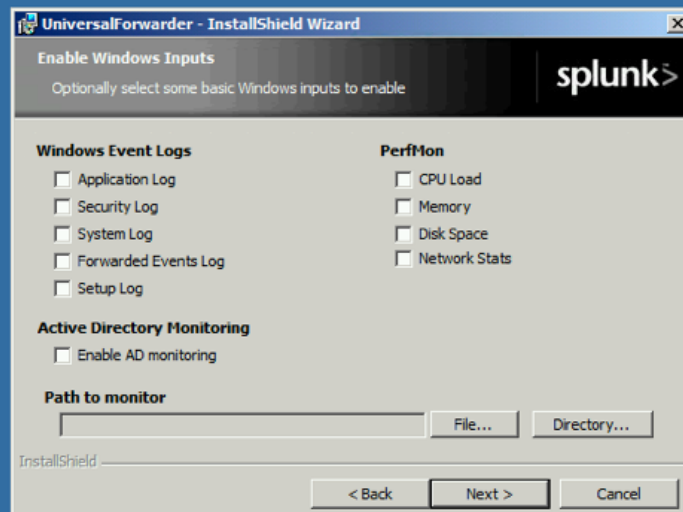 UniversalForwarder - InstallShield Wizard
Enable Windows Inputs
Optionally select some basic Windows inputs to enable
splunk>
Windows Event Logs
Application Log
Security Log
System Log
Forwarded Events Log
Setup Log
PerfMon
CPU Load
Memory
Disk Space
Network Stats
Active Directory Monitoring
Enable AD monitoring
Path to monitor
File...
Directory...
InstallShield
< Back
Next >
Cancel